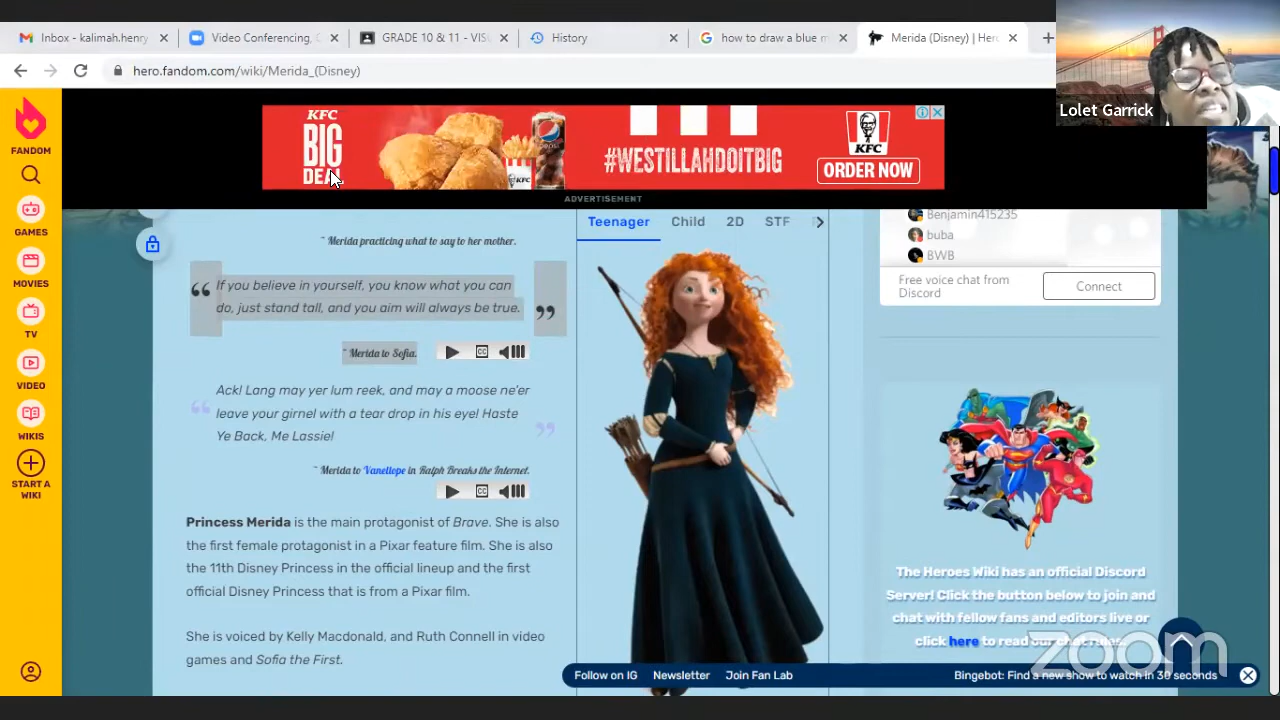 Inbox - kalimah.henry
Video Conferencing,
GRADE 10 & 11 - VIS
History
how to draw a blue m
Merida (Disney) | Her
hero.fandom.com/wiki/Merida_(Disney)
Lolet Garrick
FANDOM
GAMES
MOVIES
TV
VIDEO
WIKIS
START A
WIKI
KFC
BIG
DEAL
KFC
#WESTILLAHDOITBIG
KFC
ORDER NOW
ADVERTISEMENT
~ Merida practicing what to say to her mother.
“ If you believe in yourself, you know what you can
do, just stand tall, and you aim will always be true. ”
~ Merida to Sofia.
“ Ack! Lang may yer lum reek, and may a moose ne'er
leave your girnel with a tear drop in his eye! Haste
Ye Back, Me Lassie! ”
~ Merida to Vanellope in Ralph Breaks the Internet.
Princess Merida is the main protagonist of Brave. She is also
the first female protagonist in a Pixar feature film. She is also
the 11th Disney Princess in the official lineup and the first
official Disney Princess that is from a Pixar film.
She is voiced by Kelly Macdonald, and Ruth Connell in video
games and Sofia the First.
Teenager Child 2D STF
Benjamin415235
buba
BWB
Free voice chat from
Discord
Connect
The Heroes Wiki has an official Discord
Server! Click the button below to join and
chat with fellow fans and editors live or
click here to read our chat rules.
Follow on IG Newsletter Join Fan Lab
Bingebot: Find a new show to watch in 30 seconds
zoom